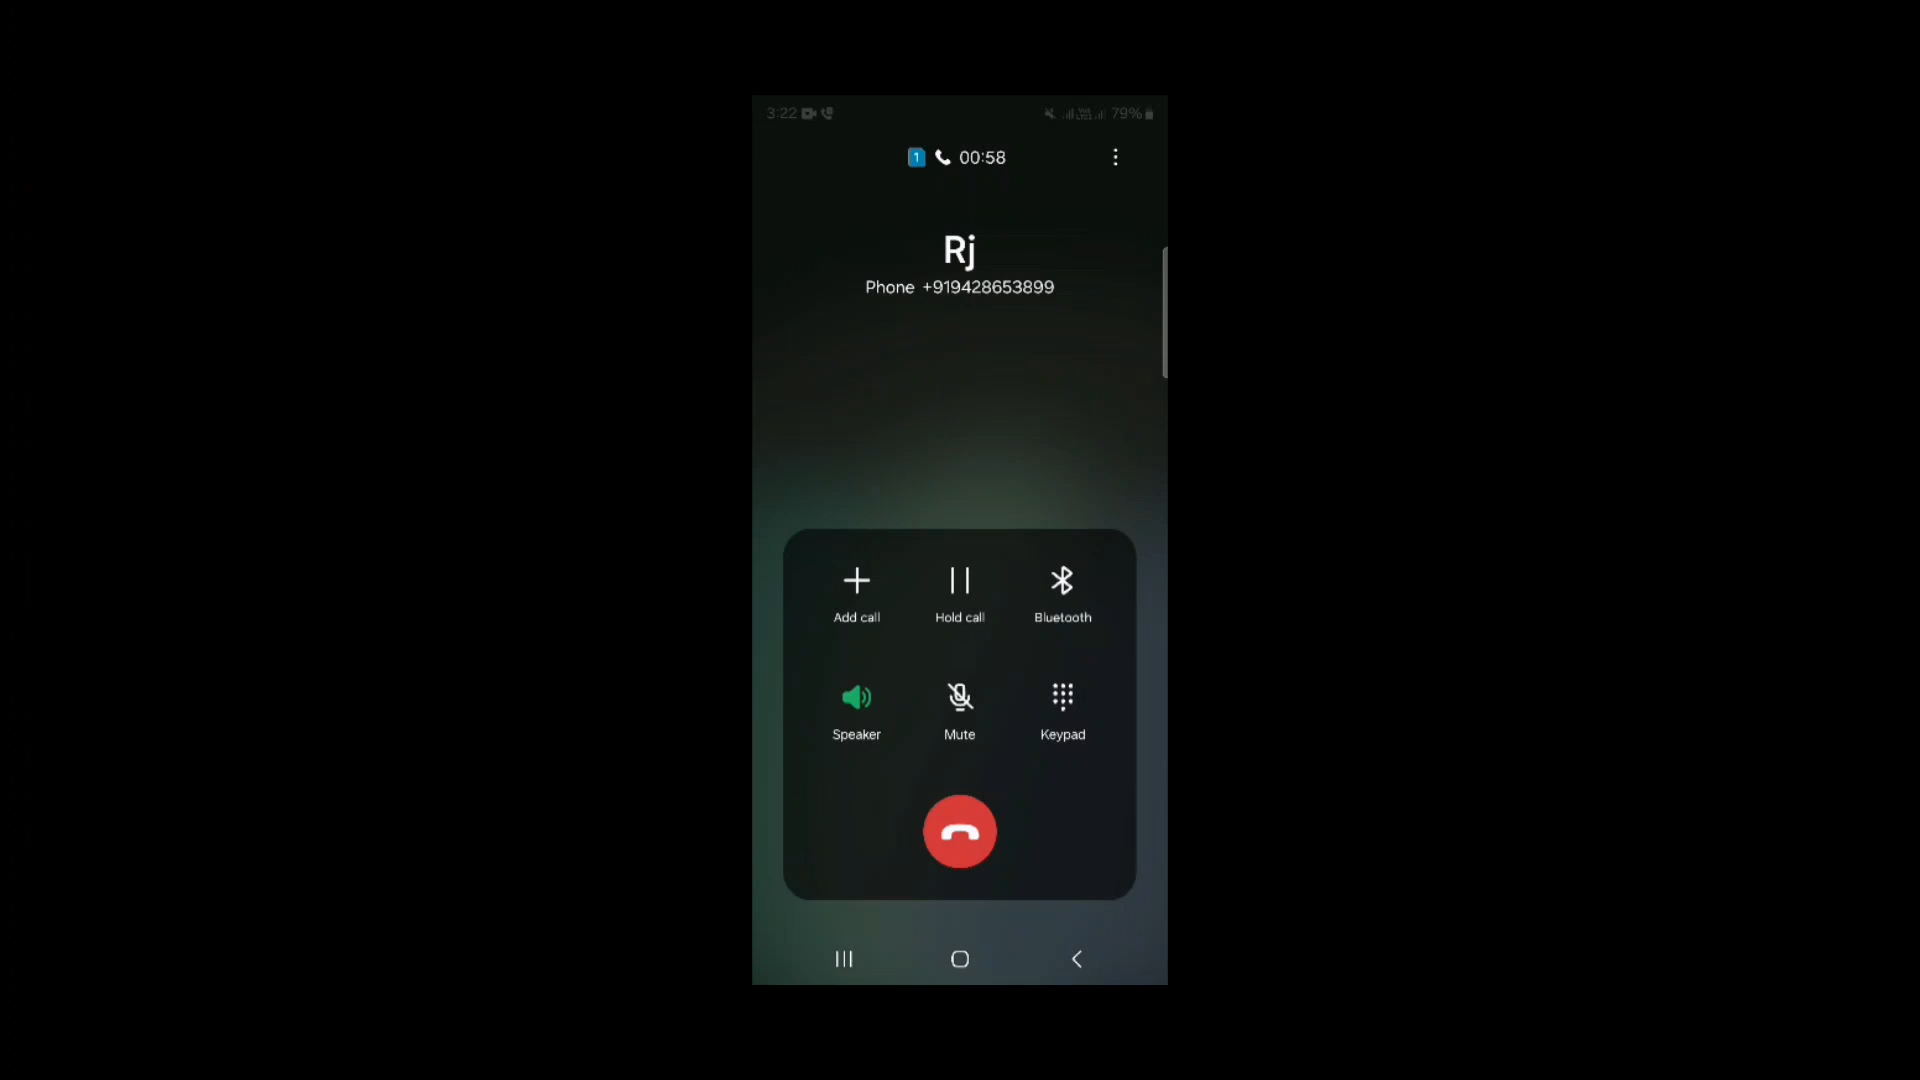 3:22 79%
1 00:58
Rj
Phone +919428653899
Add call Hold call Bluetooth
Speaker Mute Keypad